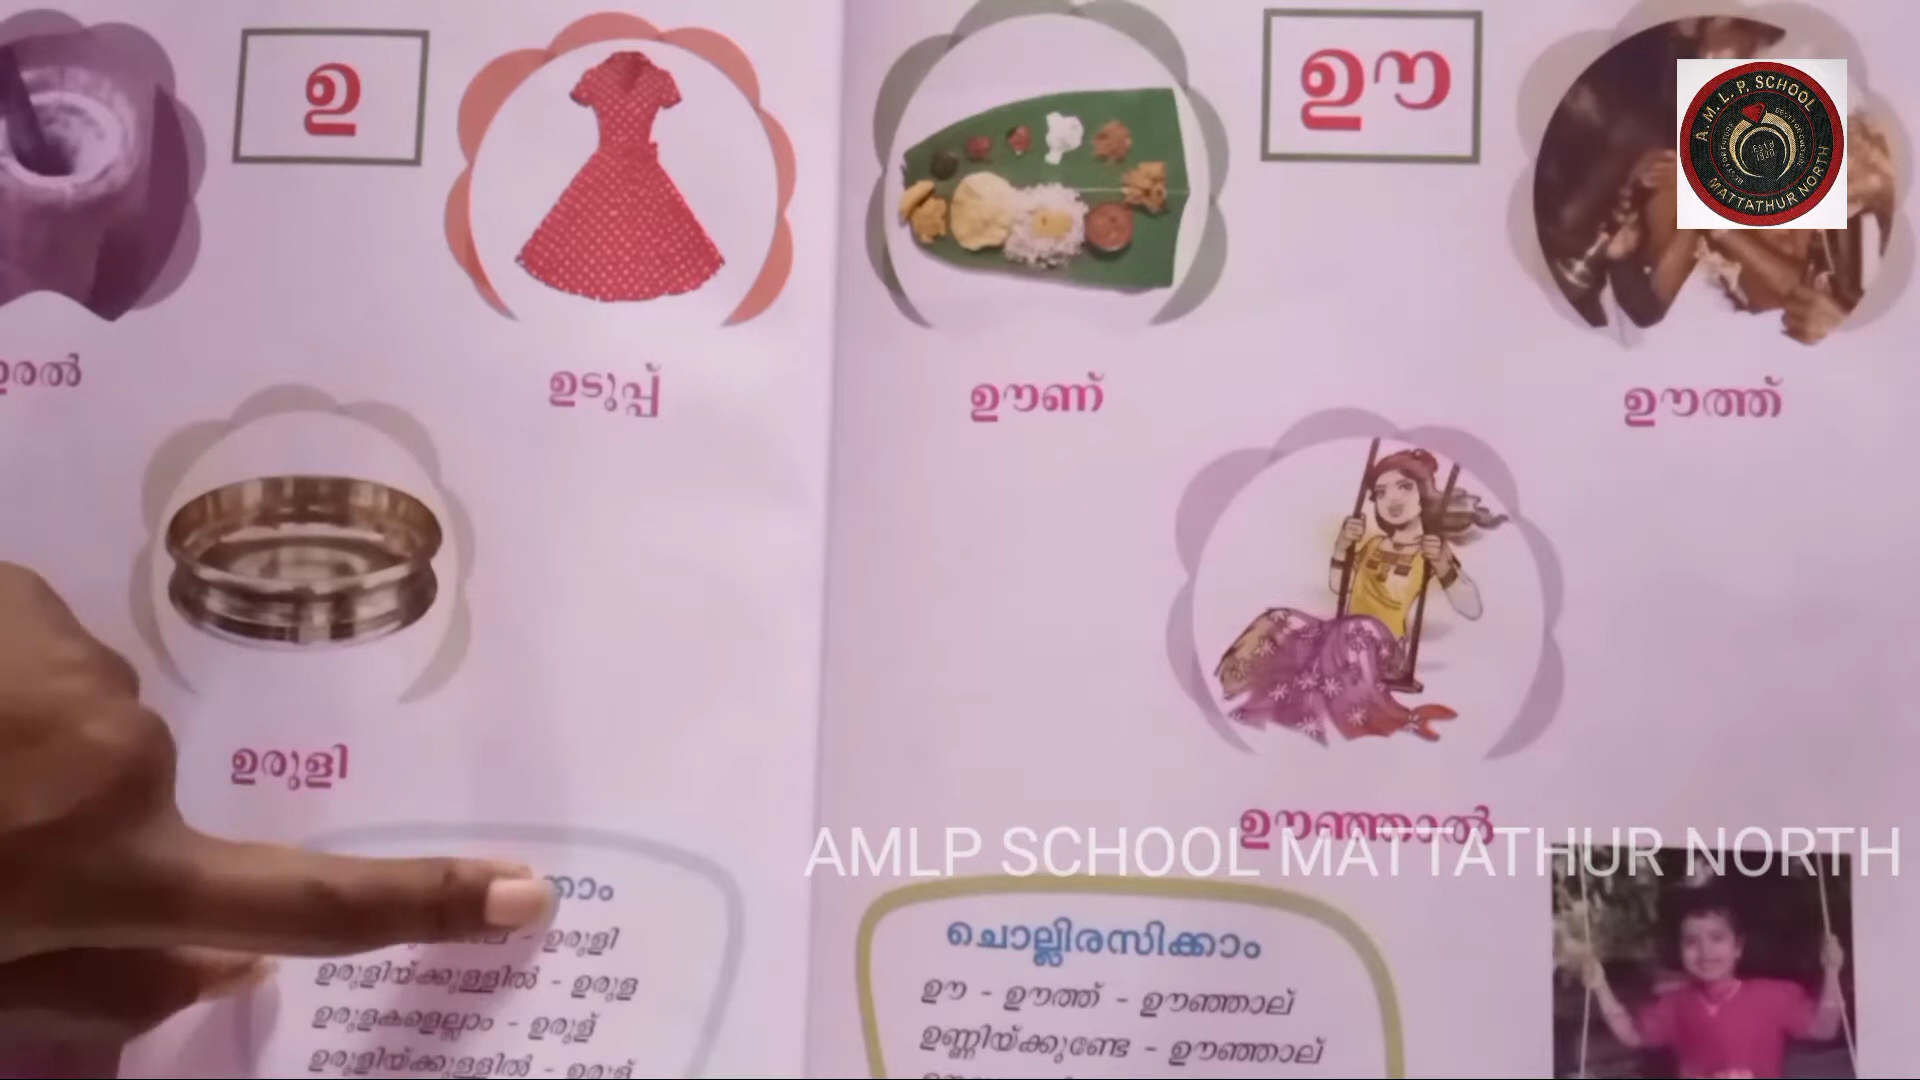 ഉ
ഉടുപ്പ്
ഉരുളി
ഉരുളി
ഉരുളിയ്ക്കുള്ളിൽ - ഉരുള
ഉരുളകളെല്ലാം - ഉരുള്
ഉരുളിയ്ക്കുള്ളിൽ - ഉരുള്
ഊ
ഊണ്
ഊത്ത്
ഊഞ്ഞാൽ
ചൊല്ലിരസിക്കാം
ഊ - ഊത്ത് - ഊഞ്ഞാല്
ഉണ്ണിയ്ക്കുണ്ടേ - ഊഞ്ഞാല്
A.M.L.P. SCHOOL
MATTATHUR NORTH
AMLP SCHOOL MATTATHUR NORTH